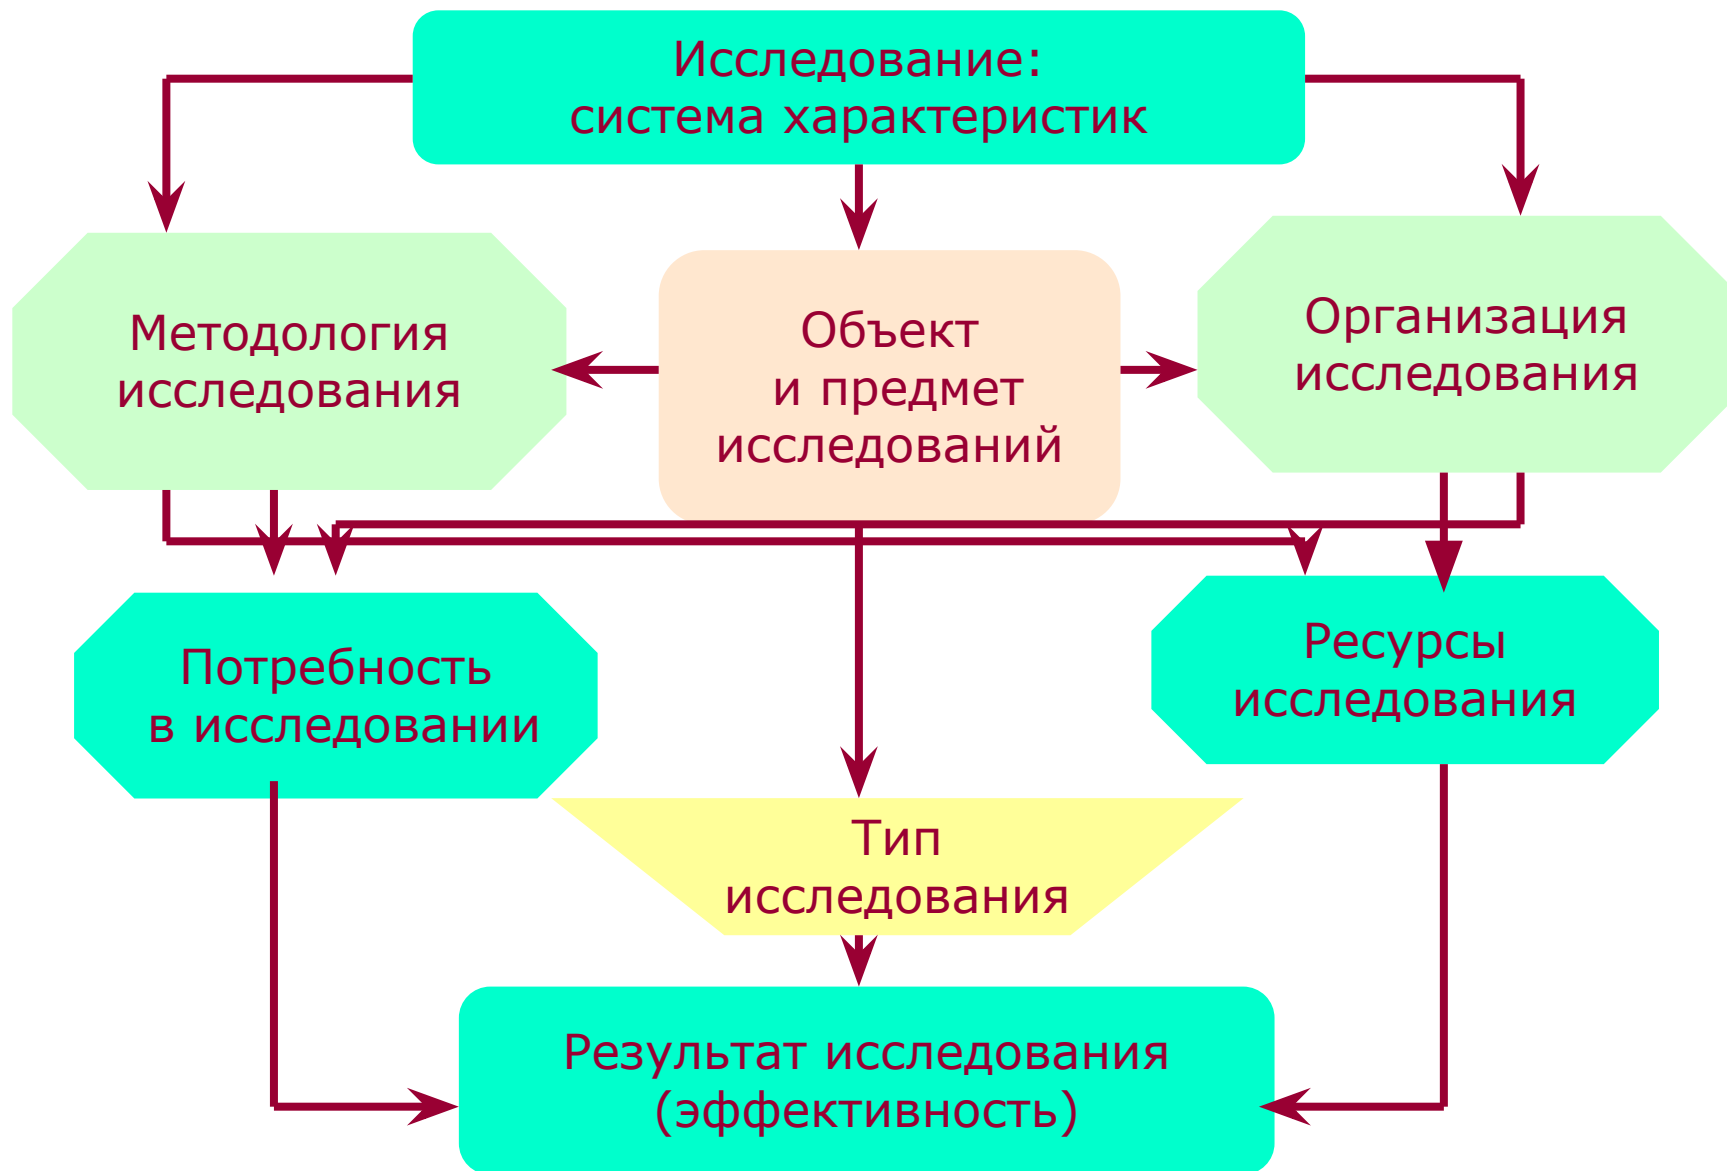 Исследование:
система характеристик
Методология
исследования
Объект
и предмет
исследований
Организация
исследования
Потребность
в исследовании
Ресурсы
исследования
Тип
исследования
Результат исследования
(эффективность)